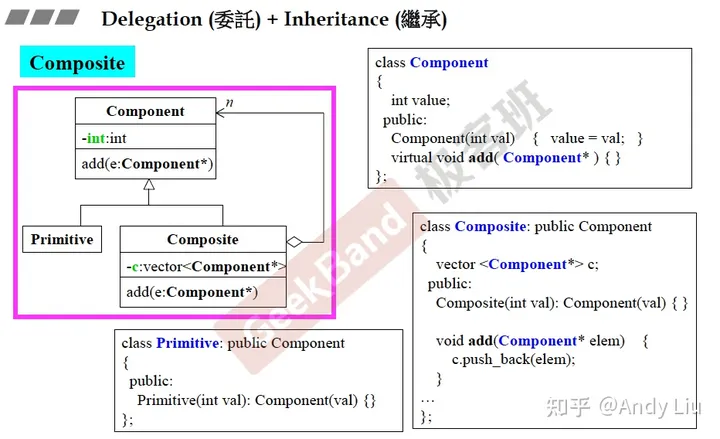 Delegation (委託) + Inheritance (繼承)
Composite
Component
n
-int:int
add(e:Component*)
Primitive
Composite
-c:vector<Component*>
add(e:Component*)
class Component
{
int value;
public:
Component(int val) { value = val; }
virtual void add( Component* ) { }
};
class Composite: public Component
{
vector <Component*> c;
public:
Composite(int val): Component(val) { }
void add(Component* elem) {
c.push_back(elem);
}
…
};
class Primitive: public Component
{
public:
Primitive(int val): Component(val) {}
};
GeekBand 极客班
知乎 @Andy Liu